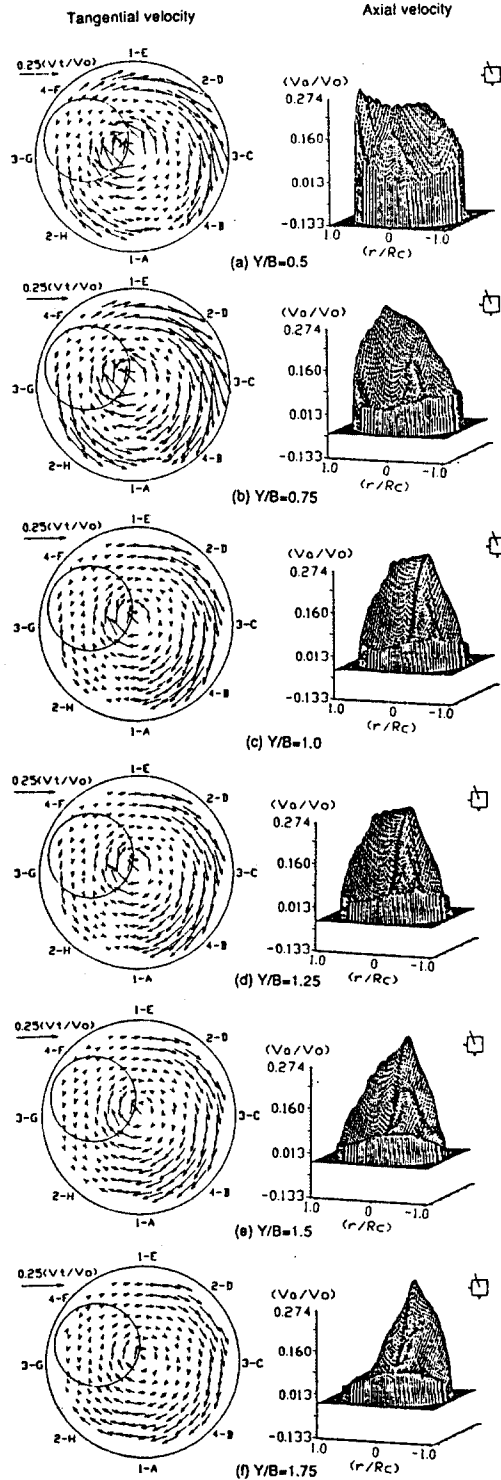 Tangential velocity Axial velocity
1-E
0.25(Vt/Vo)
2-D
4-F
3-G
3-C
2-H
4-B
1-A
(Va/Vo)
0.274
0.160
0.013
-0.133
1.0 0 -1.0
(r/Rc)
(a) Y/B=0.5
1-E
0.25(Vt/Vo)
2-D
4-F
3-G
3-C
2-H
4-B
1-A
(Va/Vo)
0.274
0.160
0.013
-0.133
1.0 0 -1.0
(r/Rc)
(b) Y/B=0.75
1-E
0.25(Vt/Vo)
2-D
4-F
3-G
3-C
2-H
4-B
1-A
(Va/Vo)
0.274
0.160
0.013
-0.133
1.0 0 -1.0
(r/Rc)
(c) Y/B=1.0
1-E
0.25(Vt/Vo)
2-D
4-F
3-G
3-C
2-H
4-B
1-A
(Va/Vo)
0.274
0.160
0.013
-0.133
1.0 0 -1.0
(r/Rc)
(d) Y/B=1.25
1-E
0.25(Vt/Vo)
2-D
4-F
3-G
3-C
2-H
4-B
1-A
(Va/Vo)
0.274
0.160
0.013
-0.133
1.0 0 -1.0
(r/Rc)
(e) Y/B=1.5
1-E
0.25(Vt/Vo)
2-D
4-F
3-G
3-C
2-H
4-B
1-A
(Va/Vo)
0.274
0.160
0.013
-0.133
1.0 0 -1.0
(r/Rc)
(f) Y/B=1.75